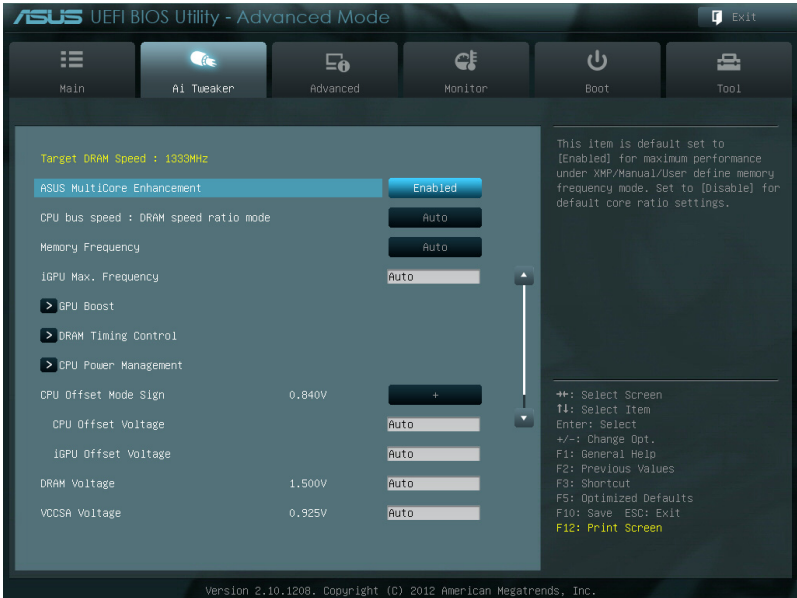 ASUS UEFI BIOS Utility - Advanced Mode
Exit
Main
Ai Tweaker
Advanced
Monitor
Boot
Tool
Target DRAM Speed : 1333MHz
ASUS MultiCore Enhancement Enabled
CPU bus speed : DRAM speed ratio mode Auto
Memory Frequency Auto
iGPU Max. Frequency Auto
> GPU Boost
> DRAM Timing Control
> CPU Power Management
CPU Offset Mode Sign 0.840V +
CPU Offset Voltage Auto
iGPU Offset Voltage Auto
DRAM Voltage 1.500V Auto
VCCSA Voltage 0.925V Auto
This item is default set to
[Enabled] for maximum performance
under XMP/Manual/User define memory
frequency mode. Set to [Disable] for
default core ratio settings.
→←: Select Screen
↑↓: Select Item
Enter: Select
+/-: Change Opt.
F1: General Help
F2: Previous Values
F3: Shortcut
F5: Optimized Defaults
F10: Save ESC: Exit
F12: Print Screen
Version 2.10.1208. Copyright (C) 2012 American Megatrends, Inc.